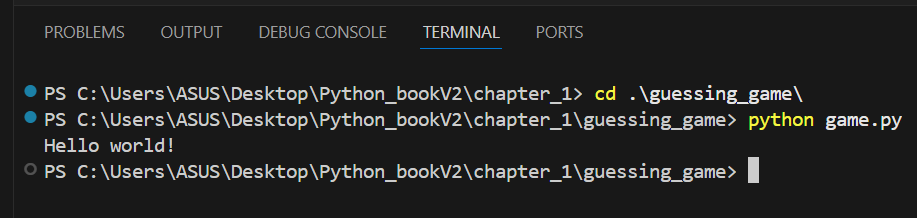 PROBLEMS OUTPUT DEBUG CONSOLE TERMINAL PORTS
PS C:\Users\ASUS\Desktop\Python_bookV2\chapter_1> cd .\guessing_game\
PS C:\Users\ASUS\Desktop\Python_bookV2\chapter_1\guessing_game> python game.py
Hello world!
PS C:\Users\ASUS\Desktop\Python_bookV2\chapter_1\guessing_game>